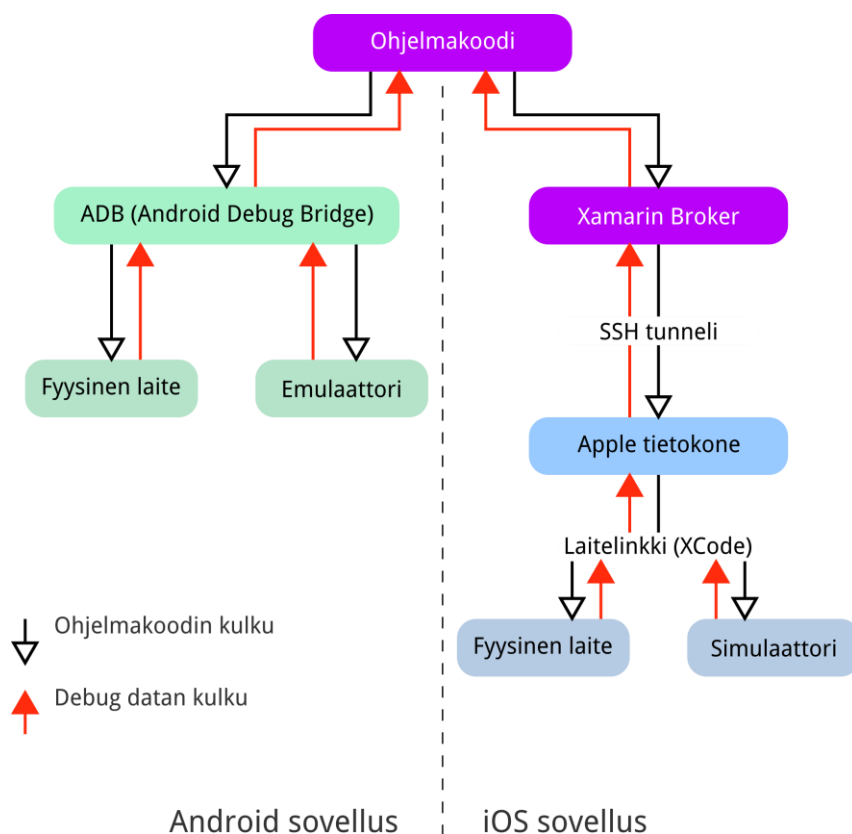 Ohjelmakoodi
ADB (Android Debug Bridge)
Xamarin Broker
SSH tunneli
Fyysinen laite
Emulaattori
Apple tietokone
Laitelinkki (XCode)
Ohjelmakoodin kulku
Fyysinen laite
Simulaattori
Debug datan kulku
Android sovellus
iOS sovellus